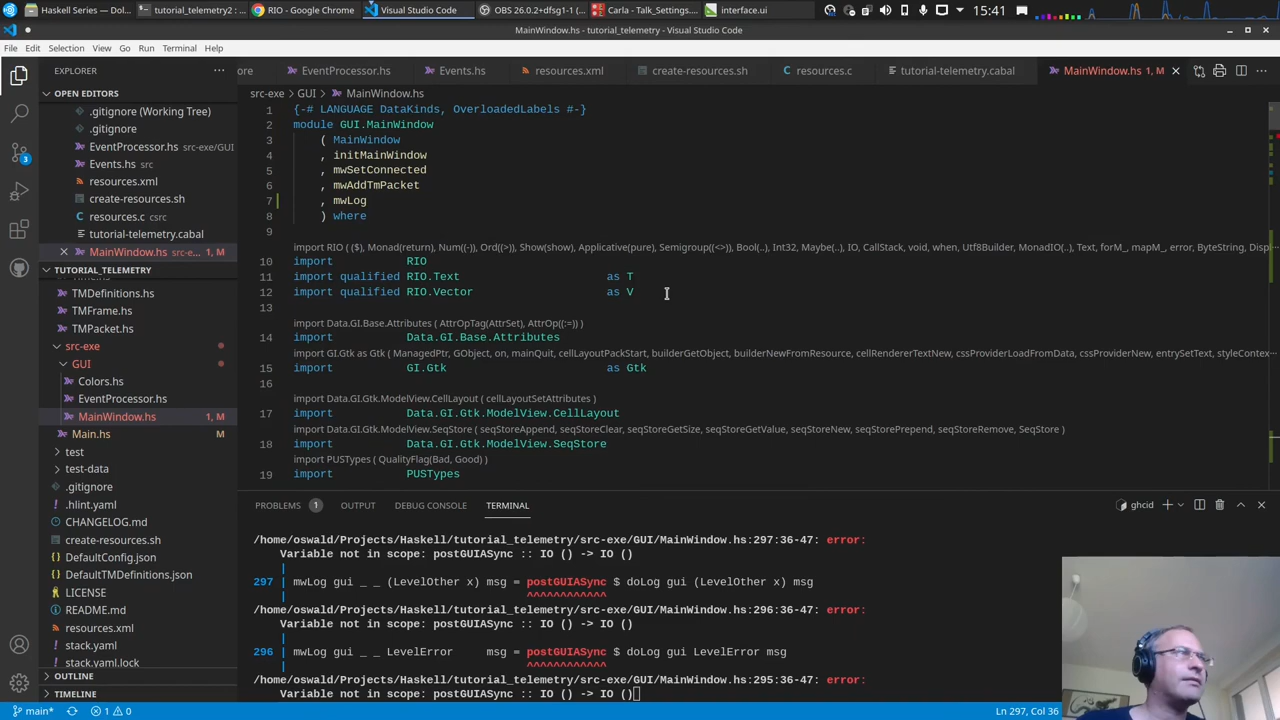 Haskell Series — Dol...
tutorial_telemetry2 : ...
RIO - Google Chrome
Visual Studio Code
OBS 26.0.2+dfsg1-1 (...
Carla - Talk_Settings....
interface.ui
15:41
MainWindow.hs - tutorial_telemetry - Visual Studio Code
File Edit Selection View Go Run Terminal Help
EXPLORER
OPEN EDITORS
.gitignore (Working Tree)
.gitignore
EventProcessor.hs src-exe/GUI
Events.hs src
resources.xml
create-resources.sh
resources.c csrc
tutorial-telemetry.cabal
MainWindow.hs src-e... 1, M
TUTORIAL_TELEMETRY
TMDefinitions.hs
TMFrame.hs
TMPacket.hs
src-exe
GUI
Colors.hs
EventProcessor.hs
MainWindow.hs 1, M
Main.hs M
test
test-data
.gitignore
.hlint.yaml
CHANGELOG.md
create-resources.sh
DefaultConfig.json
DefaultTMDefinitions.json
LICENSE
README.md
resources.xml
stack.yaml
stack.yaml.lock
OUTLINE
TIMELINE
ore EventProcessor.hs Events.hs resources.xml create-resources.sh resources.c tutorial-telemetry.cabal MainWindow.hs 1, M
src-exe > GUI > MainWindow.hs
1 {-# LANGUAGE DataKinds, OverloadedLabels #-}
2 module GUI.MainWindow
3 ( MainWindow
4 , initMainWindow
5 , mwSetConnected
6 , mwAddTmPacket
7 , mwLog
8 ) where
9
import RIO ( ($), Monad(return), Num((-)), Ord((>)), Show(show), Applicative(pure), Semigroup((<>)), Bool(..), Int32, Maybe(..), IO, CallStack, void, when, Utf8Builder, MonadIO(..), Text, forM_, mapM_, error, ByteString, Disp
10 import RIO
11 import qualified RIO.Text as T
12 import qualified RIO.Vector as V
13
import Data.GI.Base.Attributes ( AttrOpTag(AttrSet), AttrOp((:=)) )
14 import Data.GI.Base.Attributes
import GI.Gtk as Gtk ( ManagedPtr, GObject, on, mainQuit, cellLayoutPackStart, builderGetObject, builderNewFromResource, cellRendererTextNew, cssProviderLoadFromData, cssProviderNew, entrySetText, styleContex...
15 import GI.Gtk as Gtk
16
import Data.GI.Gtk.ModelView.CellLayout ( cellLayoutSetAttributes )
17 import Data.GI.Gtk.ModelView.CellLayout
import Data.GI.Gtk.ModelView.SeqStore ( seqStoreAppend, seqStoreClear, seqStoreGetSize, seqStoreGetValue, seqStoreNew, seqStorePrepend, seqStoreRemove, SeqStore )
18 import Data.GI.Gtk.ModelView.SeqStore
import PUSTypes ( QualityFlag(Bad, Good) )
19 import PUSTypes
PROBLEMS 1 OUTPUT DEBUG CONSOLE TERMINAL
ghcid
/home/oswald/Projects/Haskell/tutorial_telemetry/src-exe/GUI/MainWindow.hs:297:36-47: error:
Variable not in scope: postGUIASync :: IO () -> IO ()
|
297 | mwLog gui _ _ (LevelOther x) msg = postGUIASync $ doLog gui (LevelOther x) msg
| ^^^^^^^^^^^^
/home/oswald/Projects/Haskell/tutorial_telemetry/src-exe/GUI/MainWindow.hs:296:36-47: error:
Variable not in scope: postGUIASync :: IO () -> IO ()
|
296 | mwLog gui _ _ LevelError msg = postGUIASync $ doLog gui LevelError msg
| ^^^^^^^^^^^^
/home/oswald/Projects/Haskell/tutorial_telemetry/src-exe/GUI/MainWindow.hs:295:36-47: error:
Variable not in scope: postGUIASync :: IO () -> IO ()
main* 1 0
Ln 297, Col 36